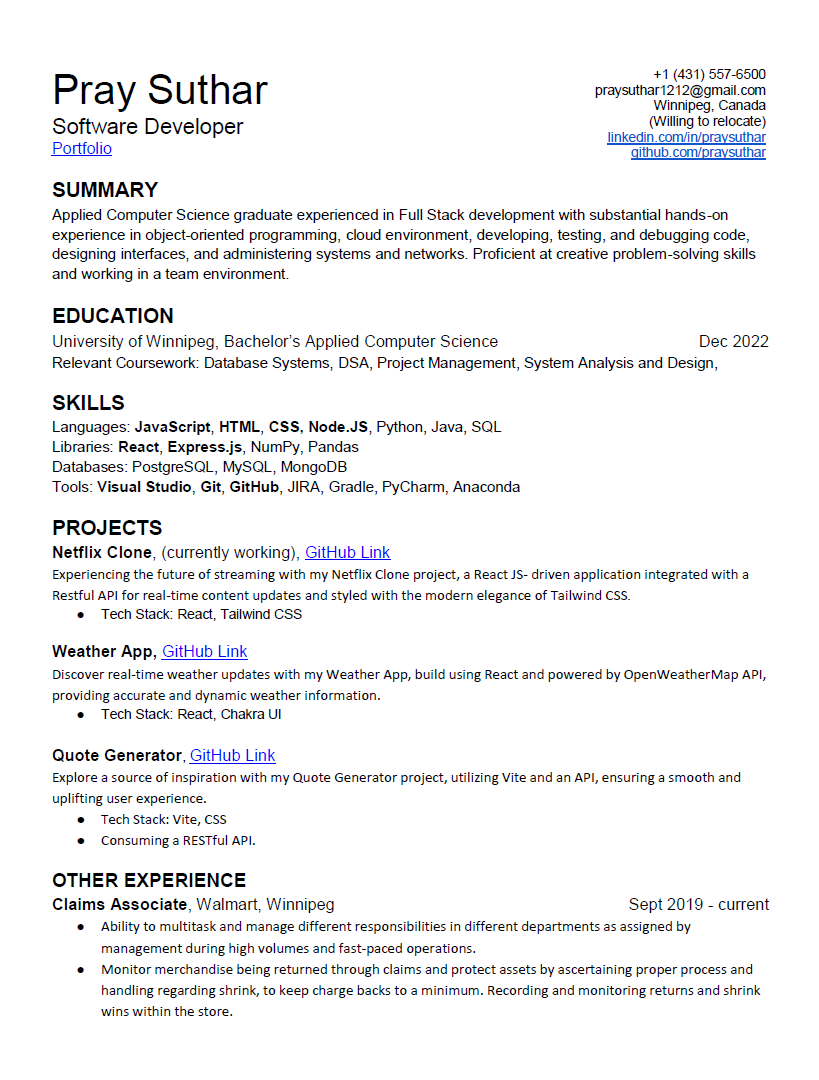 Pray Suthar
Software Developer
Portfolio
+1 (431) 557-6500
praysuthar1212@gmail.com
Winnipeg, Canada
(Willing to relocate)
linkedin.com/in/praysuthar
github.com/praysuthar
SUMMARY
Applied Computer Science graduate experienced in Full Stack development with substantial hands-on
experience in object-oriented programming, cloud environment, developing, testing, and debugging code,
designing interfaces, and administering systems and networks. Proficient at creative problem-solving skills
and working in a team environment.
EDUCATION
University of Winnipeg, Bachelor’s Applied Computer Science Dec 2022
Relevant Coursework: Database Systems, DSA, Project Management, System Analysis and Design,
SKILLS
Languages: JavaScript, HTML, CSS, Node.JS, Python, Java, SQL
Libraries: React, Express.js, NumPy, Pandas
Databases: PostgreSQL, MySQL, MongoDB
Tools: Visual Studio, Git, GitHub, JIRA, Gradle, PyCharm, Anaconda
PROJECTS
Netflix Clone, (currently working), GitHub Link
Experiencing the future of streaming with my Netflix Clone project, a React JS- driven application integrated with a
Restful API for real-time content updates and styled with the modern elegance of Tailwind CSS.
● Tech Stack: React, Tailwind CSS
Weather App, GitHub Link
Discover real-time weather updates with my Weather App, build using React and powered by OpenWeatherMap API,
providing accurate and dynamic weather information.
● Tech Stack: React, Chakra UI
Quote Generator, GitHub Link
Explore a source of inspiration with my Quote Generator project, utilizing Vite and an API, ensuring a smooth and
uplifting user experience.
● Tech Stack: Vite, CSS
● Consuming a RESTful API.
OTHER EXPERIENCE
Claims Associate, Walmart, Winnipeg Sept 2019 - current
● Ability to multitask and manage different responsibilities in different departments as assigned by
management during high volumes and fast-paced operations.
● Monitor merchandise being returned through claims and protect assets by ascertaining proper process and
handling regarding shrink, to keep charge backs to a minimum. Recording and monitoring returns and shrink
wins within the store.